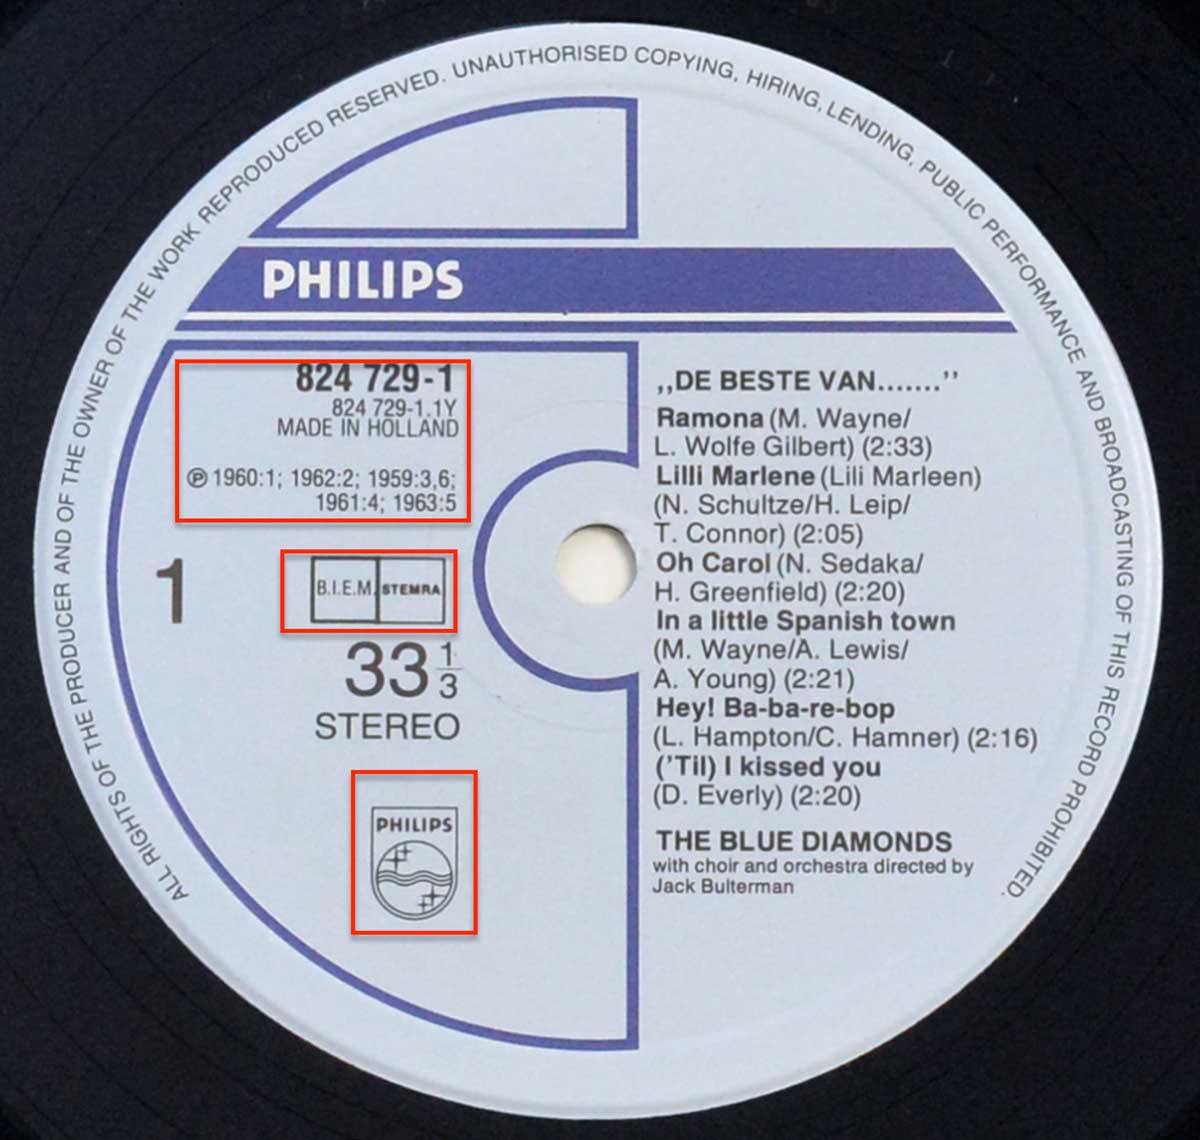 ALL RIGHTS OF THE PRODUCER AND OF THE OWNER OF THE WORK REPRODUCED RESERVED. UNAUTHORISED COPYING, HIRING, LENDING, PUBLIC PERFORMANCE AND BROADCASTING OF THIS RECORD PROHIBITED.
PHILIPS
824 729-1
824 729-1.1Y
MADE IN HOLLAND
℗ 1960:1; 1962:2; 1959:3,6;
1961:4; 1963:5
1
B.I.E.M. STEMRA
33 1/3
STEREO
PHILIPS
,,DE BESTE VAN.......’’
Ramona (M. Wayne/
L. Wolfe Gilbert) (2:33)
Lilli Marlene (Lili Marleen)
(N. Schultze/H. Leip/
T. Connor) (2:05)
Oh Carol (N. Sedaka/
H. Greenfield) (2:20)
In a little Spanish town
(M. Wayne/A. Lewis/
A. Young) (2:21)
Hey! Ba-ba-re-bop
(L. Hampton/C. Hamner) (2:16)
(’Til) I kissed you
(D. Everly) (2:20)
THE BLUE DIAMONDS
with choir and orchestra directed by
Jack Bulterman